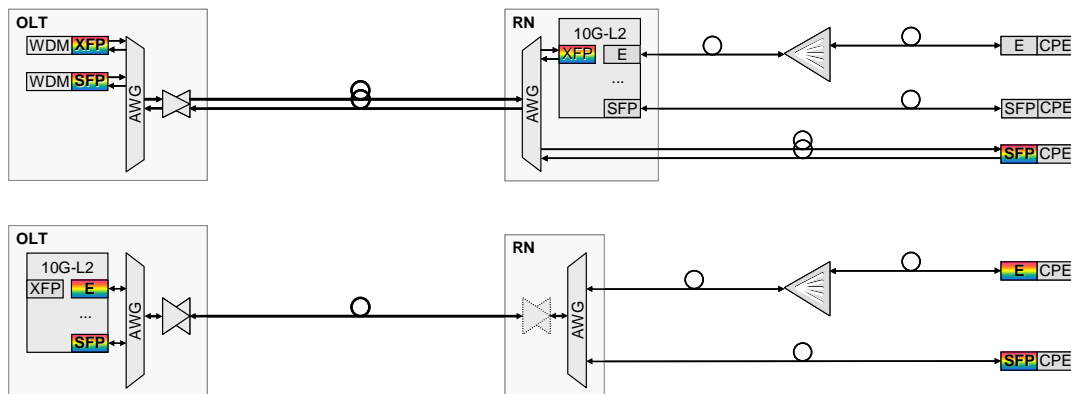 OLT
RN
10G-L2
WDM XFP
XFP E
E CPE
WDM SFP
...
AWG
AWG
SFP
SFP CPE
SFP CPE
OLT
RN
10G-L2
XFP E
E CPE
...
AWG
AWG
SFP
SFP CPE